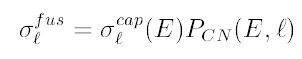 σ_ℓ^{fus} = σ_ℓ^{cap}(E)P_{CN}(E, ℓ)